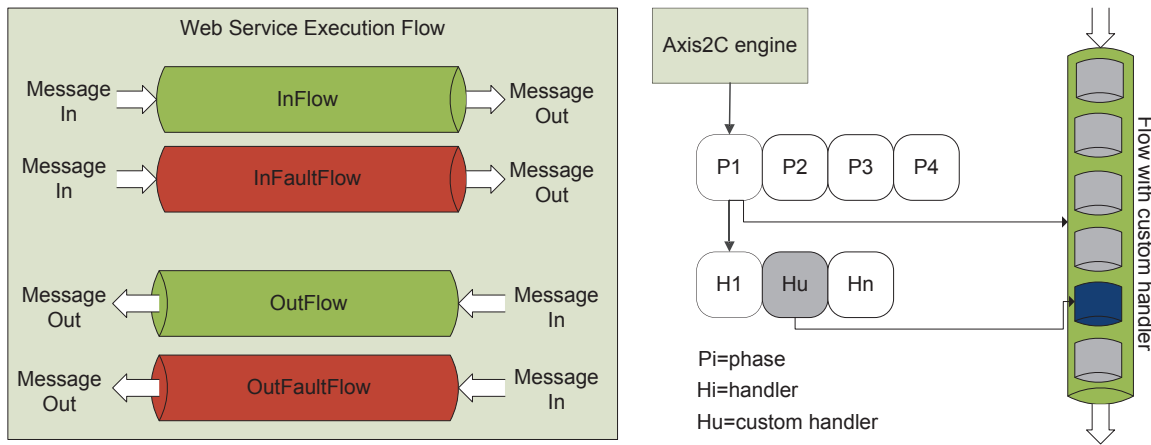 Web Service Execution Flow
Message
In
InFlow
Message
Out
Message
In
InFaultFlow
Message
Out
Message
Out
OutFlow
Message
In
Message
Out
OutFaultFlow
Message
In
Axis2C engine
P1
P2
P3
P4
H1
Hu
Hn
Pi=phase
Hi=handler
Hu=custom handler
Flow with custom handler